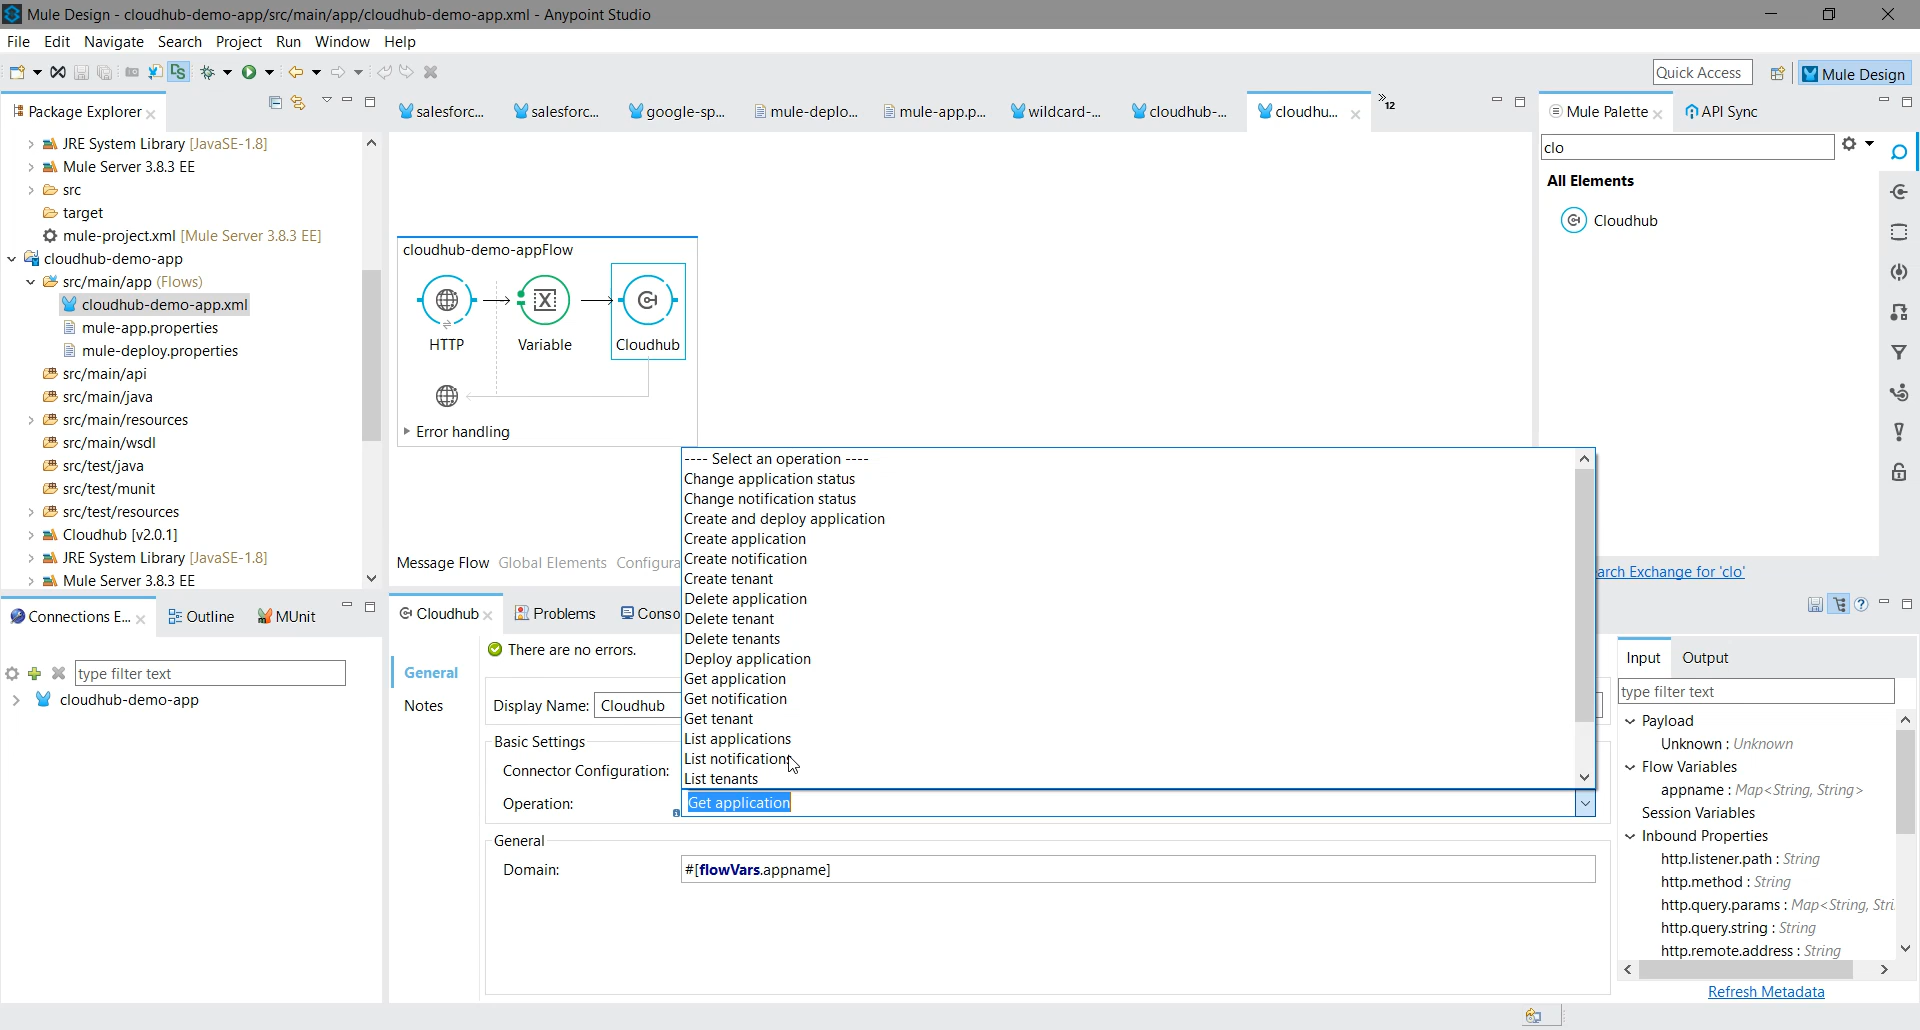 Mule Design - cloudhub-demo-app/src/main/app/cloudhub-demo-app.xml - Anypoint Studio
File Edit Navigate Search Project Run Window Help
Quick Access
Mule Design
Package Explorer
salesforc...
salesforc...
google-sp...
mule-deplo...
mule-app.p...
wildcard-...
cloudhub-...
cloudhu...
12
Mule Palette
API Sync
JRE System Library [JavaSE-1.8]
Mule Server 3.8.3 EE
src
target
mule-project.xml [Mule Server 3.8.3 EE]
cloudhub-demo-app
src/main/app (Flows)
cloudhub-demo-app.xml
mule-app.properties
mule-deploy.properties
src/main/api
src/main/java
src/main/resources
src/main/wsdl
src/test/java
src/test/munit
src/test/resources
Cloudhub [v2.0.1]
JRE System Library [JavaSE-1.8]
Mule Server 3.8.3 EE
cloudhub-demo-appFlow
HTTP
Variable
Cloudhub
Error handling
Message Flow Global Elements Configura
clo
All Elements
Cloudhub
arch Exchange for 'clo'
Connections E...
Outline
MUnit
type filter text
cloudhub-demo-app
Cloudhub
Problems
Conso
General
Notes
There are no errors.
Display Name: Cloudhub
Basic Settings
Connector Configuration:
Operation:
---- Select an operation ----
Change application status
Change notification status
Create and deploy application
Create application
Create notification
Create tenant
Delete application
Delete tenant
Delete tenants
Deploy application
Get application
Get notification
Get tenant
List applications
List notifications
List tenants
Get application
General
Domain: #[flowVars.appname]
Input
Output
type filter text
Payload
Unknown : Unknown
Flow Variables
appname : Map<String, String>
Session Variables
Inbound Properties
http.listener.path : String
http.method : String
http.query.params : Map<String, Stri
http.query.string : String
http.remote.address : String
Refresh Metadata